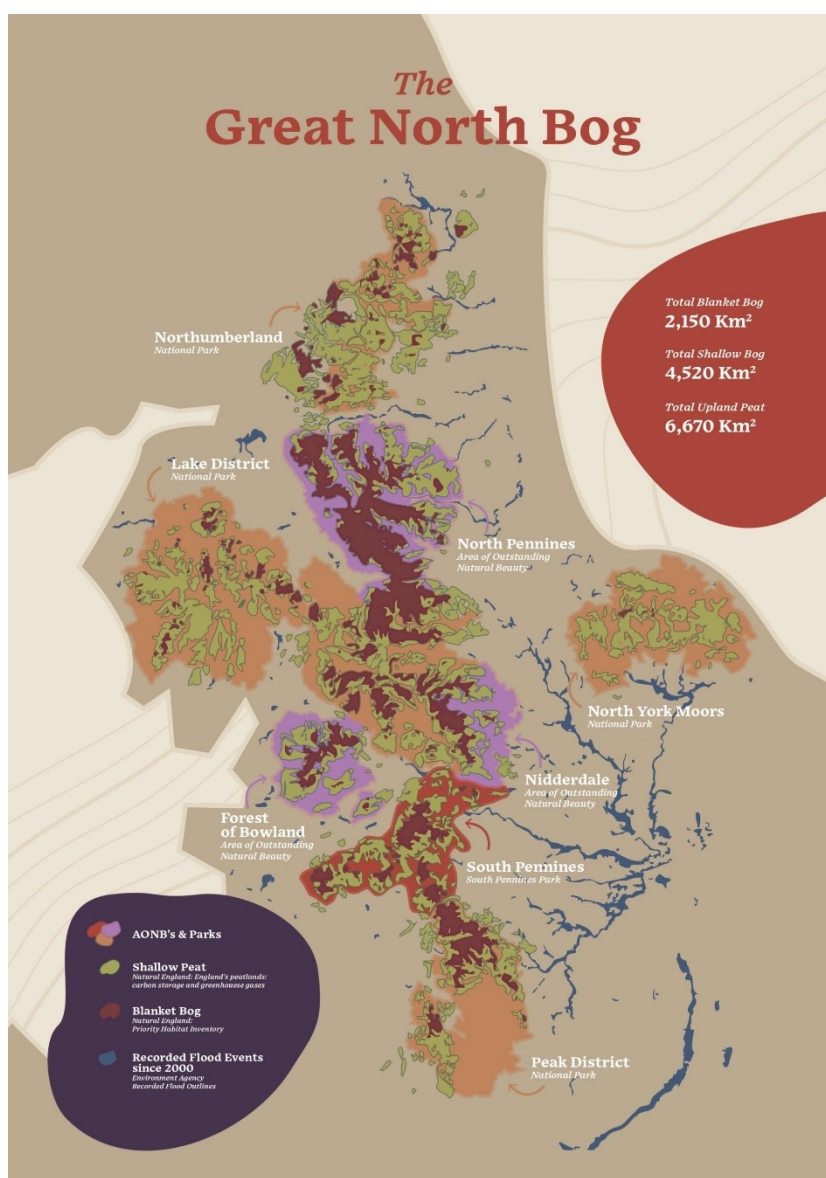 The
Great North Bog
Total Blanket Bog
2,150 Km²
Total Shallow Bog
4,520 Km²
Total Upland Peat
6,670 Km²
Northumberland
National Park
Lake District
National Park
North Pennines
Area of Outstanding
Natural Beauty
North York Moors
National Park
Nidderdale
Area of Outstanding
Natural Beauty
Forest
of Bowland
Area of Outstanding
Natural Beauty
South Pennines
South Pennines Park
Peak District
National Park
AONB's & Parks
Shallow Peat
Natural England: England's peatlands:
carbon storage and greenhouese gases
Blanket Bog
Natural England:
Priority Habitat Inventory
Recorded Flood Events
since 2000
Environment Agency
Recorded Flood Outlines